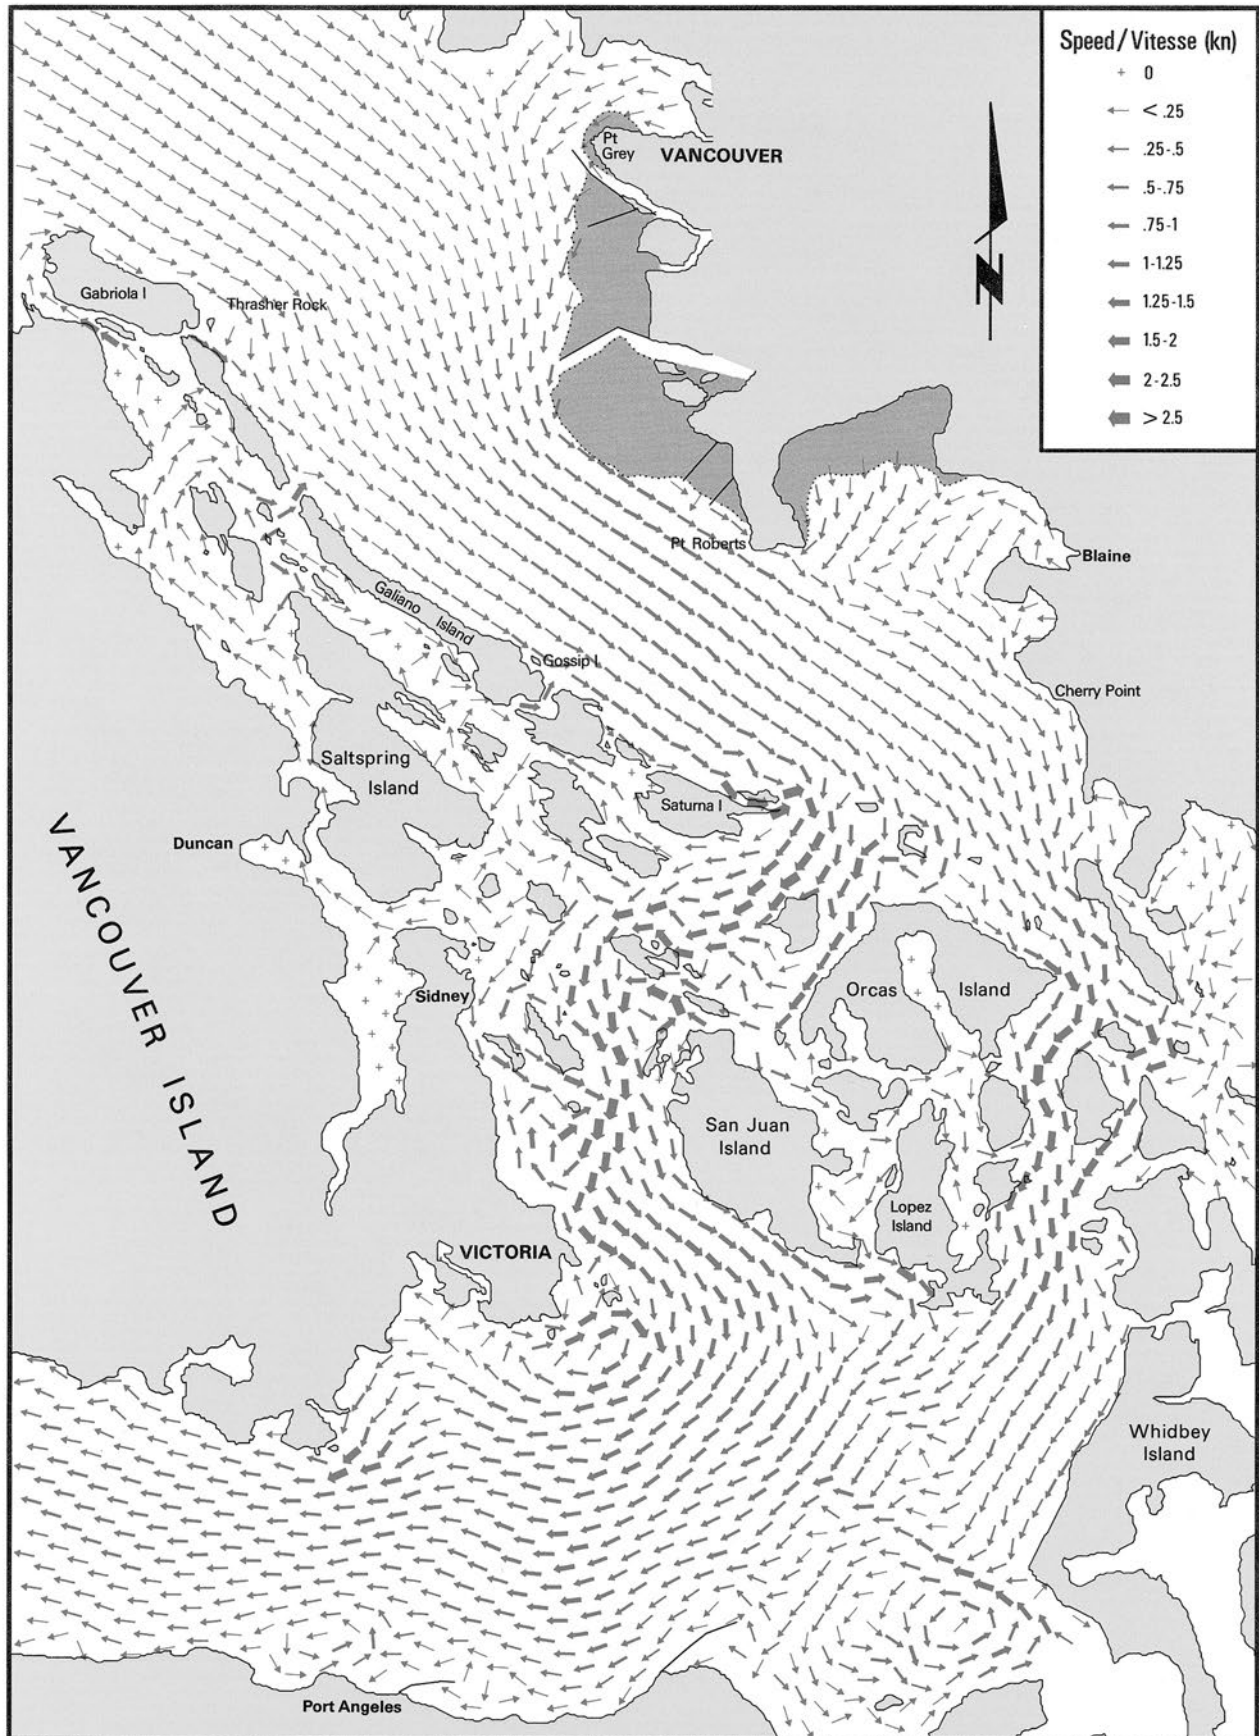 Speed/Vitesse (kn)
0
< .25
.25-.5
.5-.75
.75-1
1-1.25
1.25-1.5
1.5-2
2-2.5
> 2.5
N
Pt
Grey
VANCOUVER
Gabriola I
Thrasher Rock
Pt Roberts
Blaine
Galiano
Island
Gossip I
Cherry Point
Saltspring
Island
Saturna I
Duncan
VANCOUVER ISLAND
Sidney
Orcas Island
San Juan
Island
Lopez
Island
VICTORIA
Whidbey
Island
Port Angeles